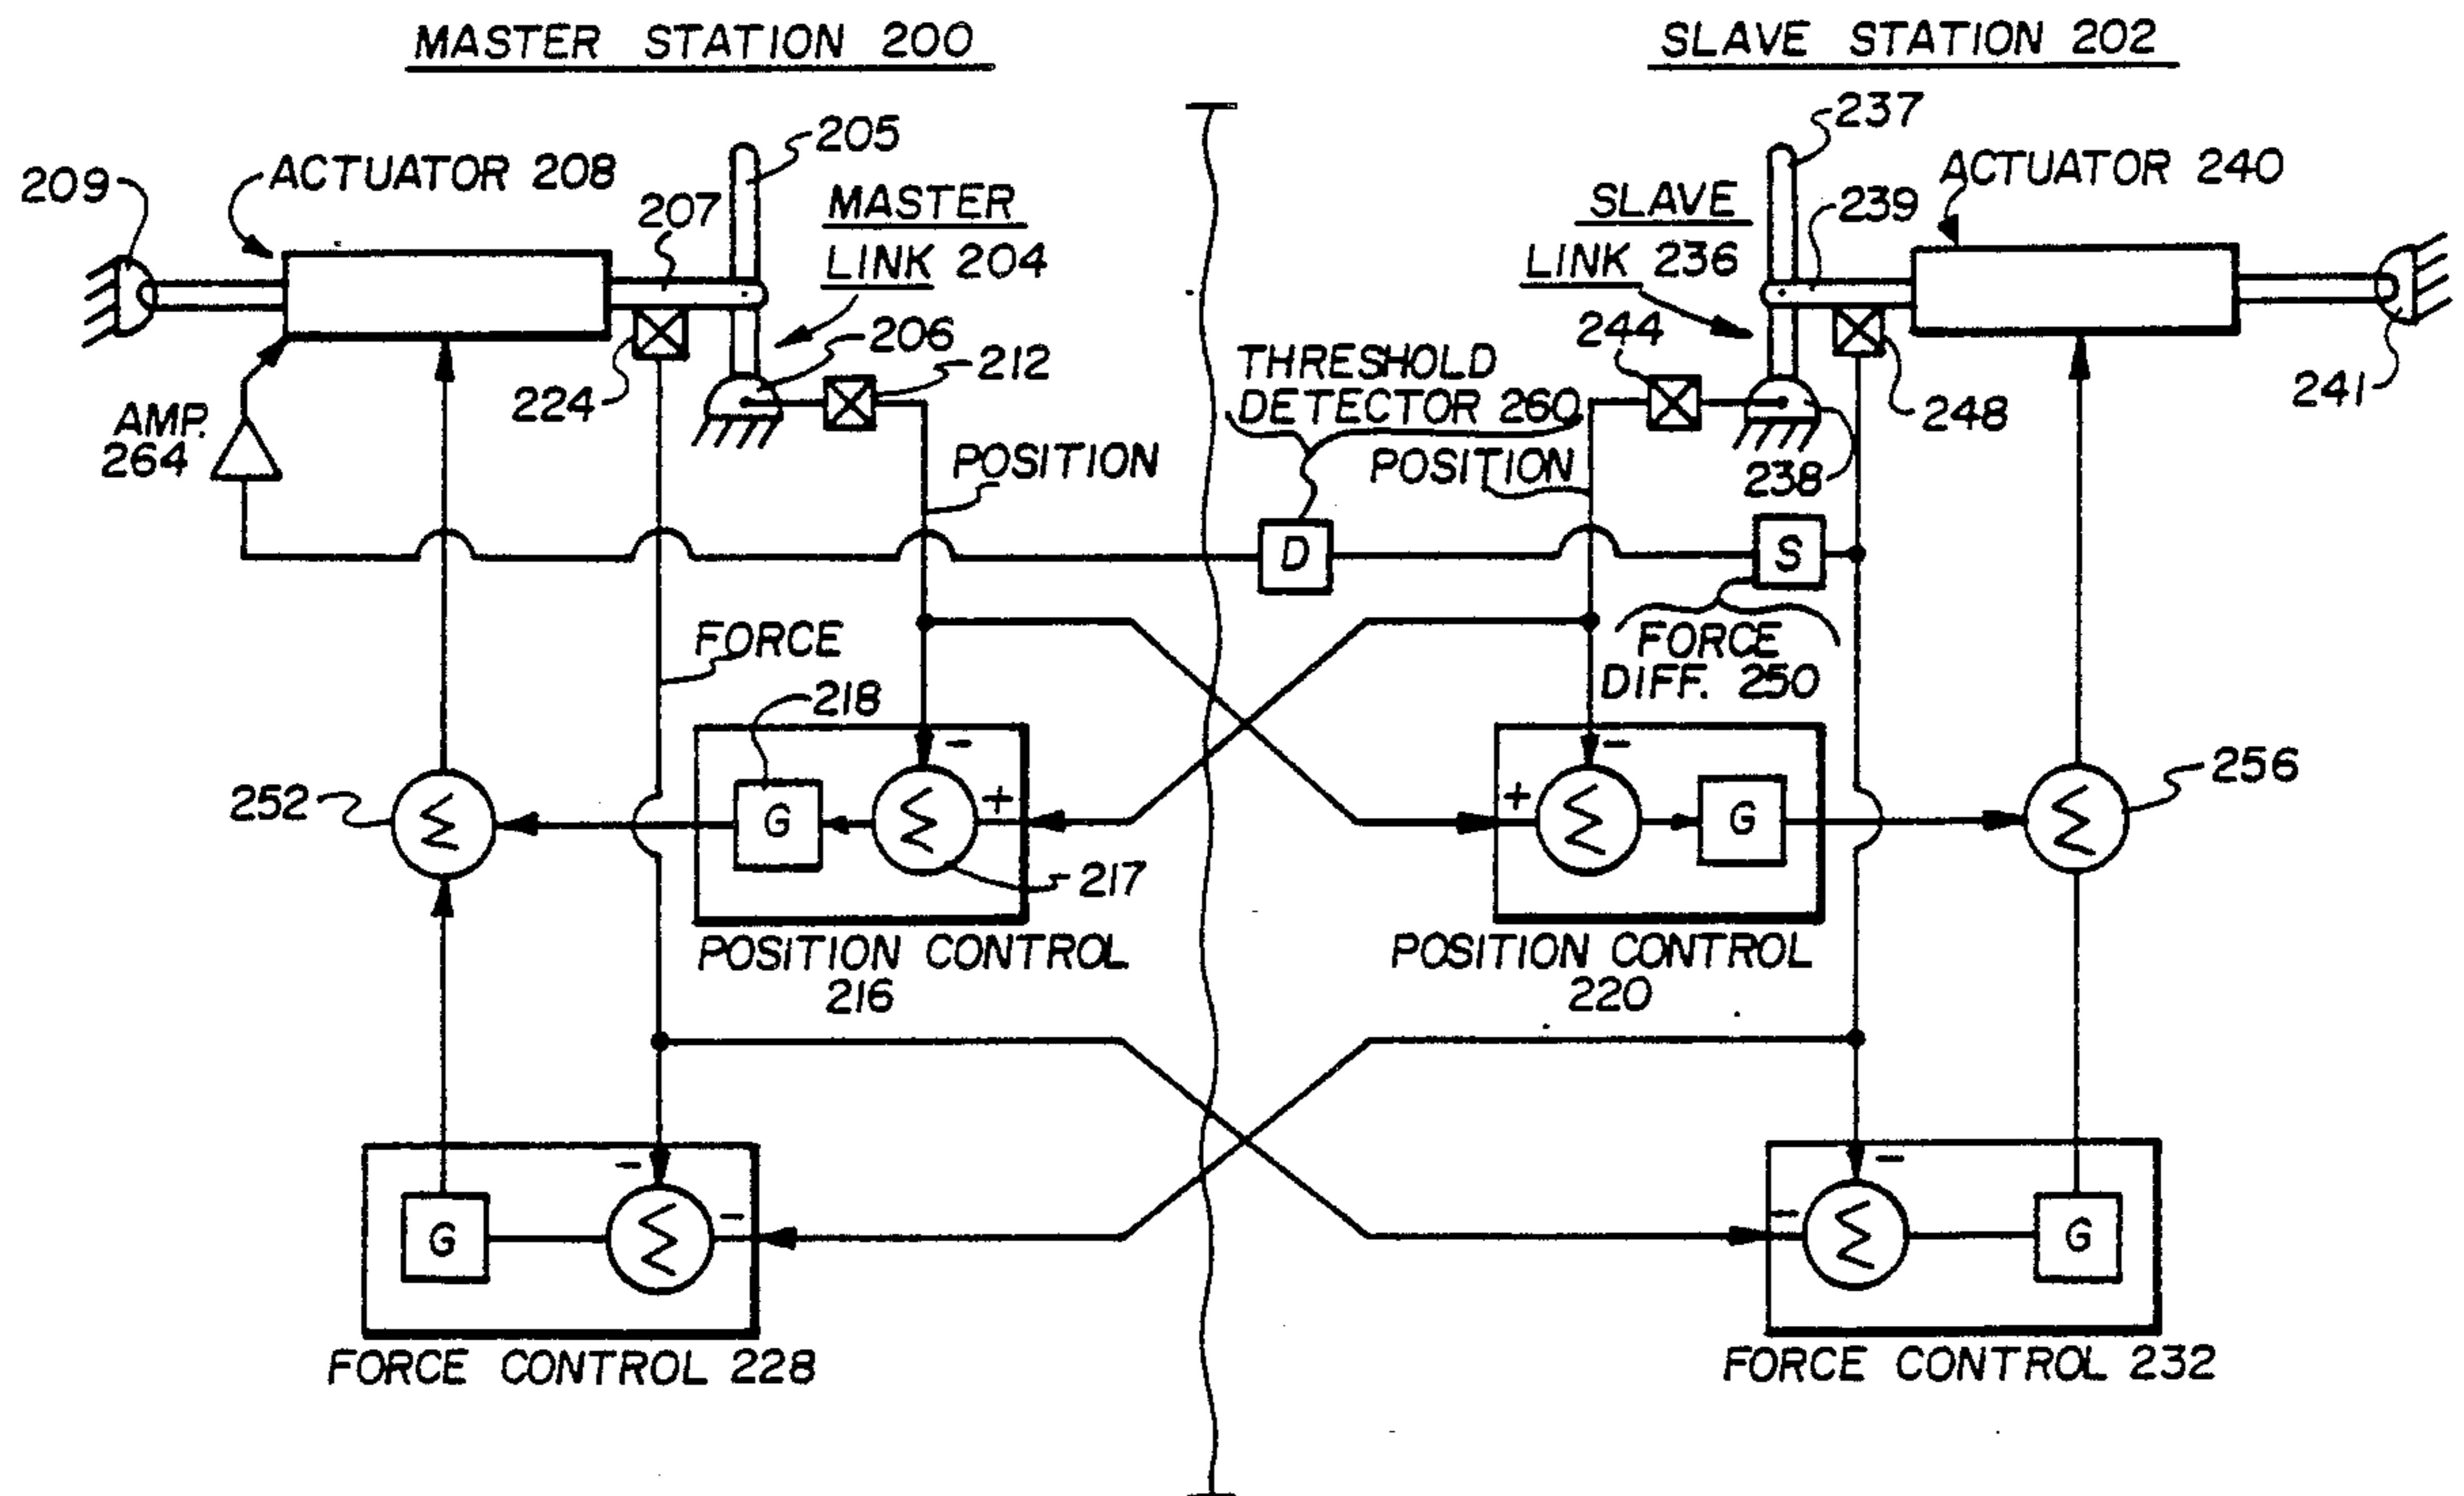 MASTER STATION 200
SLAVE STATION 202
209
ACTUATOR 208
207
205
MASTER
LINK 204
206
212
224
AMP.
264
POSITION
237
SLAVE
LINK 236
239
ACTUATOR 240
244
241
248
238
THRESHOLD
DETECTOR 260
POSITION
D
S
FORCE
DIFF. 250
FORCE
218
-
+
G
Σ
217
252
Σ
POSITION CONTROL
216
-
+
Σ
G
256
Σ
POSITION CONTROL
220
-
-
G
Σ
FORCE CONTROL 228
-
-
Σ
G
FORCE CONTROL 232